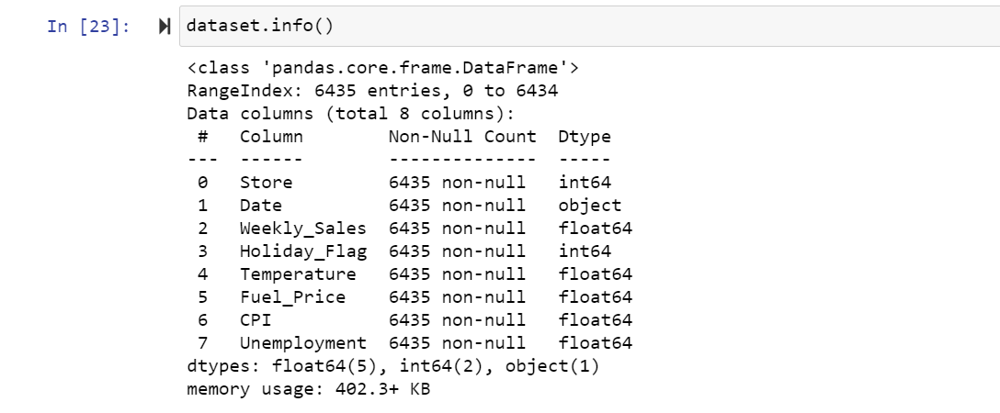 In [23]: dataset.info()
<class 'pandas.core.frame.DataFrame'>
RangeIndex: 6435 entries, 0 to 6434
Data columns (total 8 columns):
 #   Column        Non-Null Count  Dtype
---  ------        --------------  -----
 0   Store         6435 non-null   int64
 1   Date          6435 non-null   object
 2   Weekly_Sales  6435 non-null   float64
 3   Holiday_Flag  6435 non-null   int64
 4   Temperature   6435 non-null   float64
 5   Fuel_Price    6435 non-null   float64
 6   CPI           6435 non-null   float64
 7   Unemployment  6435 non-null   float64
dtypes: float64(5), int64(2), object(1)
memory usage: 402.3+ KB